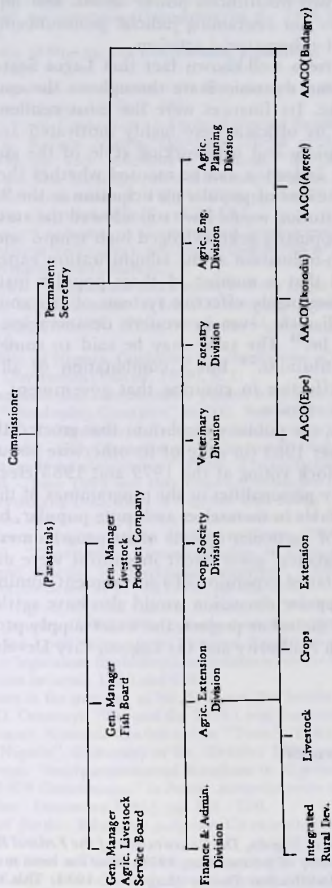 Commissioner
(Parastatals)
Permanent
Secretary
Gen. Manager
Agric. Livestock
Service Board
Gen. Manager
Fish Board
Gen. Manager
Livestock
Product Company
Finance & Admin.
Division
Agric. Extension
Division
Coop. Society
Division
Veterinary
Division
Forestry
Division
Agric. Eng.
Division
Agric.
Planning
Division
Integrated
Rural Dev.
Livestock
Crops
Extension
AACO(Epe)
AACO(Ikorodu)
AACO(Agege)
AACO(Badagry)